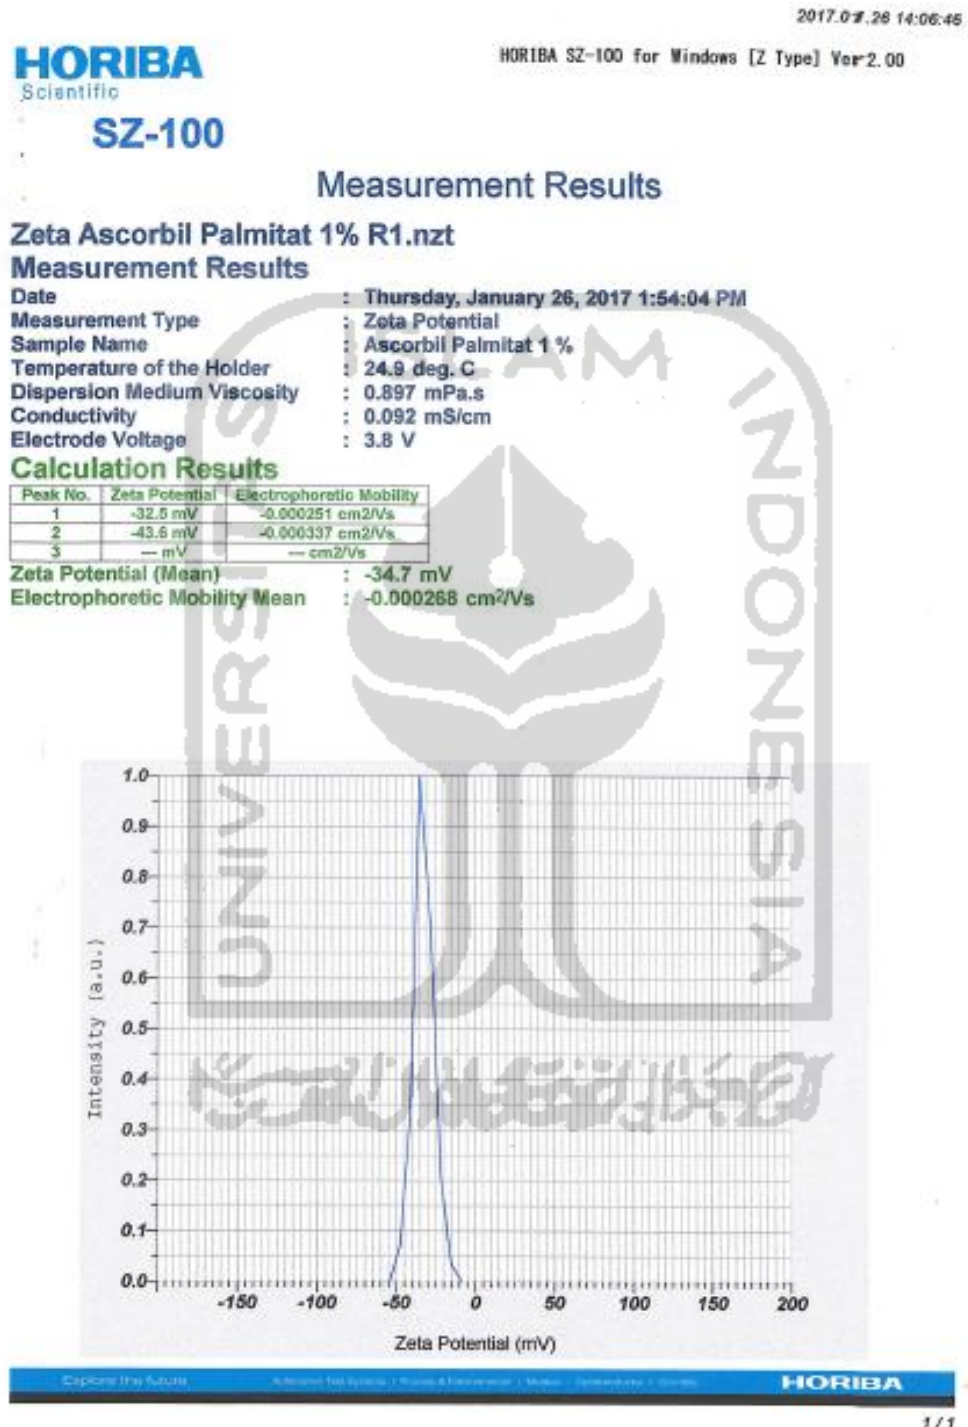 2017.01.26 14:06:46
HORIBA SZ-100 for Windows [Z Type] Ver2.00
HORIBA
Scientific
SZ-100
Measurement Results
Zeta Ascorbil Palmitat 1% R1.nzt
Measurement Results
Date : Thursday, January 26, 2017 1:54:04 PM
Measurement Type : Zeta Potential
Sample Name : Ascorbil Palmitat 1 %
Temperature of the Holder : 24.9 deg. C
Dispersion Medium Viscosity : 0.897 mPa.s
Conductivity : 0.092 mS/cm
Electrode Voltage : 3.8 V
Calculation Results
Peak No. Zeta Potential Electrophoretic Mobility
1 -32.5 mV -0.000251 cm2/Vs
2 -43.6 mV -0.000337 cm2/Vs
3 --- mV --- cm2/Vs
Zeta Potential (Mean) : -34.7 mV
Electrophoretic Mobility Mean : -0.000268 cm²/Vs
UNIVERSITAS ISLAM INDONESIA
1.0
0.9
0.8
0.7
0.6
0.5
0.4
0.3
0.2
0.1
0.0
Intensity (a.u.)
-150 -100 -50 0 50 100 150 200
Zeta Potential (mV)
Explore the future
HORIBA
1 / 1